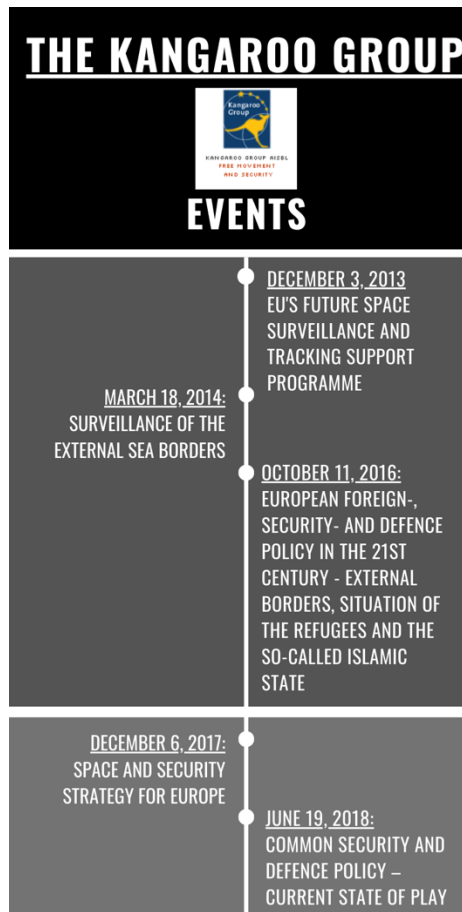 THE KANGAROO GROUP
Kangaroo
Group
KANGAROO GROUP AISBL
FREE MOVEMENT
AND SECURITY
EVENTS
DECEMBER 3, 2013
EU'S FUTURE SPACE
SURVEILLANCE AND
TRACKING SUPPORT
PROGRAMME
MARCH 18, 2014:
SURVEILLANCE OF THE
EXTERNAL SEA BORDERS
OCTOBER 11, 2016:
EUROPEAN FOREIGN-,
SECURITY- AND DEFENCE
POLICY IN THE 21ST
CENTURY - EXTERNAL
BORDERS, SITUATION OF
THE REFUGEES AND THE
SO-CALLED ISLAMIC
STATE
DECEMBER 6, 2017:
SPACE AND SECURITY
STRATEGY FOR EUROPE
JUNE 19, 2018:
COMMON SECURITY AND
DEFENCE POLICY –
CURRENT STATE OF PLAY